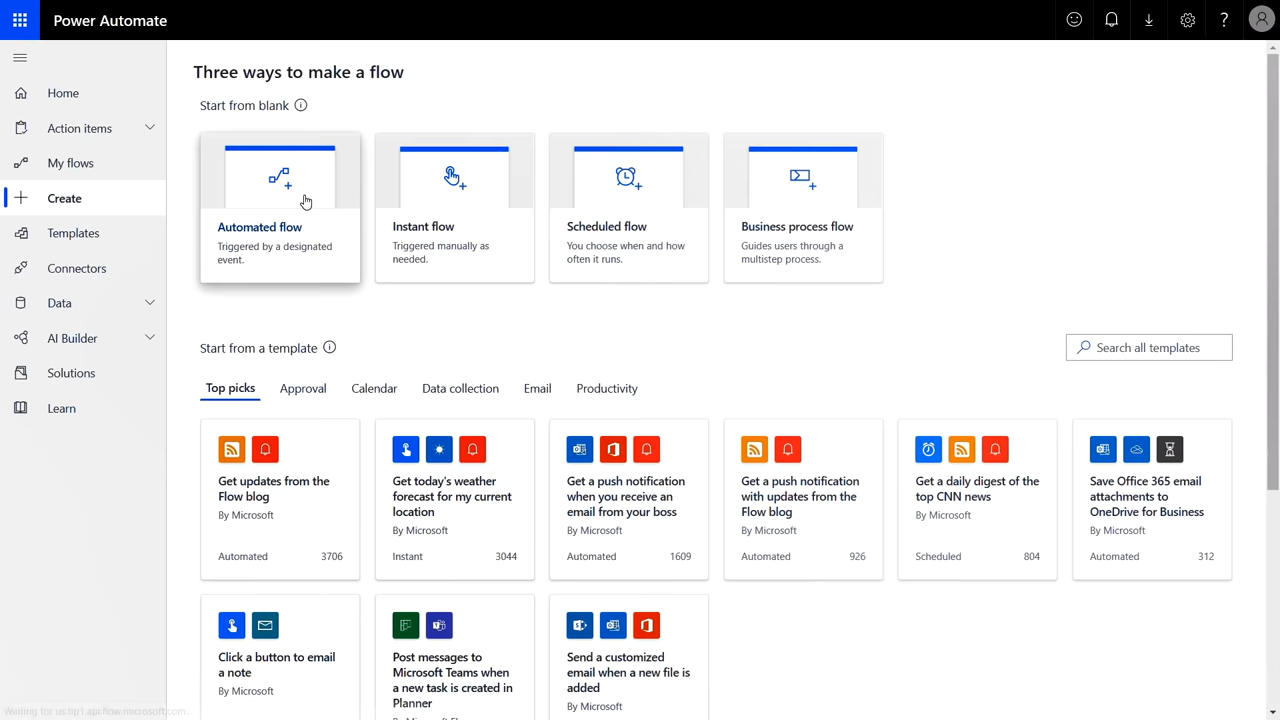 Power Automate
Home
Action items
My flows
Create
Templates
Connectors
Data
AI Builder
Solutions
Learn
Three ways to make a flow
Start from blank
Automated flow
Triggered by a designated
event.
Instant flow
Triggered manually as
needed.
Scheduled flow
You choose when and how
often it runs.
Business process flow
Guides users through a
multistep process.
Start from a template
Search all templates
Top picks
Approval
Calendar
Data collection
Email
Productivity
Get updates from the
Flow blog
By Microsoft
Automated 3706
Get today's weather
forecast for my current
location
By Microsoft
Instant 3044
Get a push notification
when you receive an
email from your boss
By Microsoft
Automated 1609
Get a push notification
with updates from the
Flow blog
By Microsoft
Automated 926
Get a daily digest of the
top CNN news
By Microsoft
Scheduled 804
Save Office 365 email
attachments to
OneDrive for Business
By Microsoft
Automated 312
Click a button to email
a note
By Microsoft
Post messages to
Microsoft Teams when
a new task is created in
Planner
Send a customized
email when a new file is
added
By Microsoft
Waiting for us.tip1.api.flow.microsoft.com...